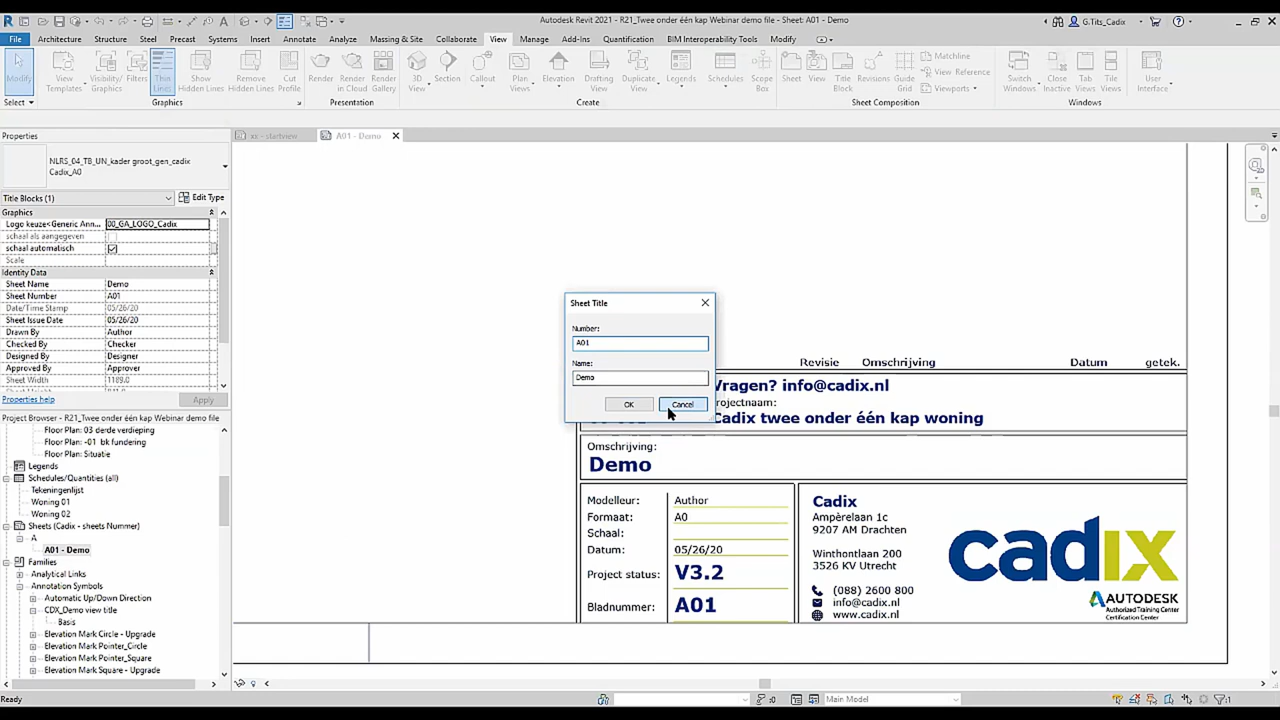 Autodesk Revit 2021 - R21_Twee onder één kap Webinar demo file - Sheet: A01 - Demo
G.Tits_Cadix
File Architecture Structure Steel Precast Systems Insert Annotate Analyze Massing & Site Collaborate View Manage Add-Ins Quantification BIM Interoperability Tools Modify
Modify View Templates Visibility/ Graphics Filters Thin Lines Show Hidden Lines Remove Hidden Lines Cut Profile Render Render in Cloud Render Gallery 3D View Section Callout Plan Views Elevation Drafting View Duplicate View Legends Schedules Scope Box Sheet View Title Block Revisions Guide Grid Matchline View Reference Viewports Switch Windows Close Inactive Tab Views Tile Views User Interface
Select Graphics Presentation Create Sheet Composition Windows
Properties
xx - startview A01 - Demo
NLRS_04_TB_UN_kader groot_gen_cadix
Cadix_A0
Title Blocks (1) Edit Type
Graphics
Logo keuze<Generic Ann... 00_GA_LOGO_Cadix
schaal als aangegeven
schaal automatisch
Scale
Identity Data
Sheet Name Demo
Sheet Number A01
Date/Time Stamp 05/26/20
Sheet Issue Date 05/26/20
Drawn By Author
Checked By Checker
Designed By Designer
Approved By Approver
Sheet Width 1189.0
Properties help Apply
Project Browser - R21_Twee onder één kap Webinar demo file
Floor Plan: 03 derde verdieping
Floor Plan: -01 bk fundering
Floor Plan: Situatie
Legends
Schedules/Quantities (all)
Tekeningenlijst
Woning 01
Woning 02
Sheets (Cadix - sheets Nummer)
A
A01 - Demo
Families
Analytical Links
Annotation Symbols
Automatic Up/Down Direction
CDX_Demo view title
Basis
Elevation Mark Circle - Upgrade
Elevation Mark Pointer_Circle
Elevation Mark Pointer_Square
Elevation Mark Square - Upgrade
Sheet Title
Number:
A01
Name:
Demo
OK Cancel
Revisie Omschrijving Datum getek.
Vragen? info@cadix.nl
rojectnaam:
Cadix twee onder één kap woning
Omschrijving:
Demo
Modelleur: Author
Formaat: A0
Schaal:
Datum: 05/26/20
Project status: V3.2
Bladnummer: A01
Cadix
Ampèrelaan 1c
9207 AM Drachten
Winthontlaan 200
3526 KV Utrecht
(088) 2600 800
info@cadix.nl
www.cadix.nl
cadix
AUTODESK
Authorized Training Center
Certification Center
Ready :0 Main Model :1